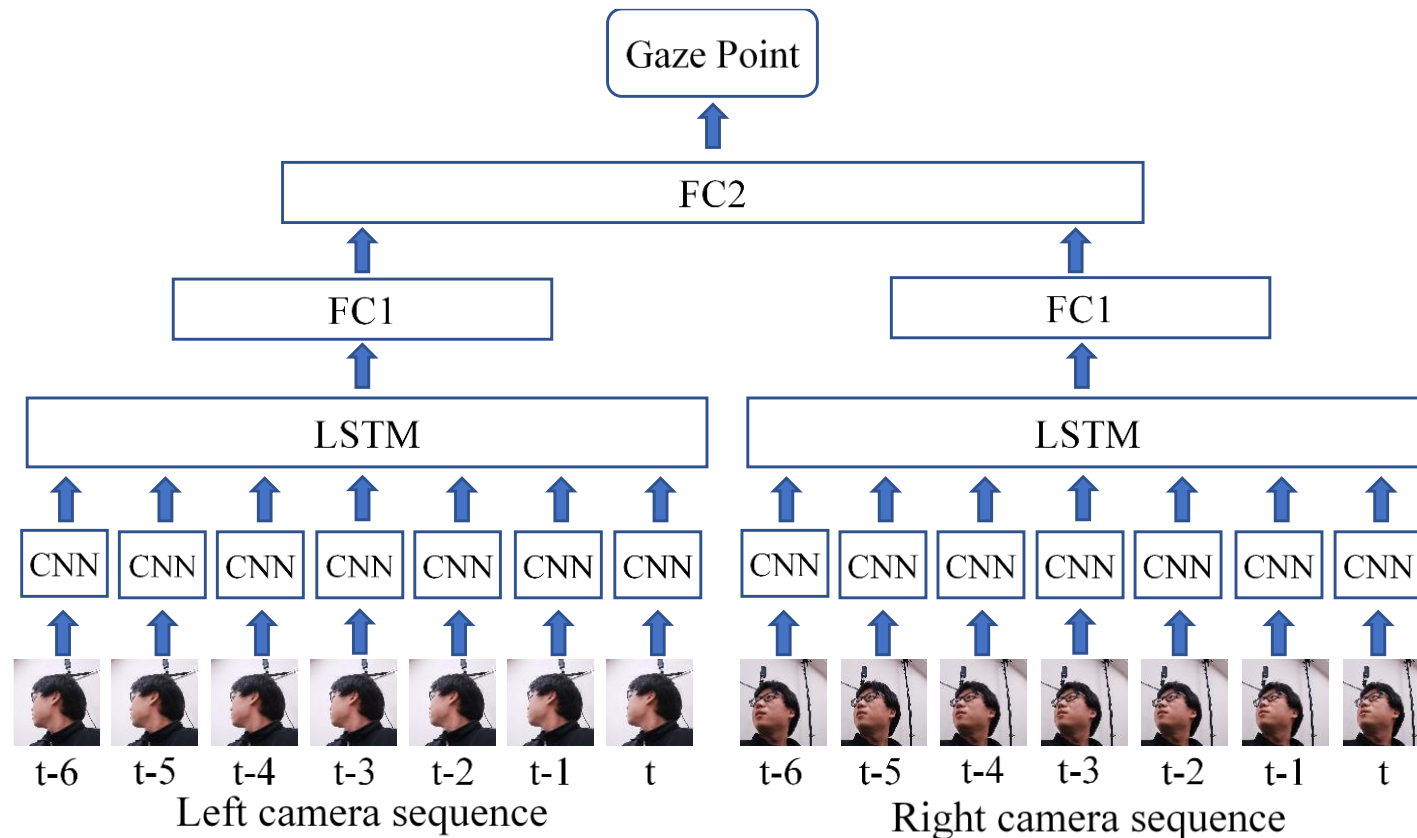 Gaze Point
FC2
FC1 FC1
LSTM LSTM
CNN CNN CNN CNN CNN CNN CNN CNN CNN CNN CNN CNN CNN CNN
t-6 t-5 t-4 t-3 t-2 t-1 t t-6 t-5 t-4 t-3 t-2 t-1 t
Left camera sequence Right camera sequence